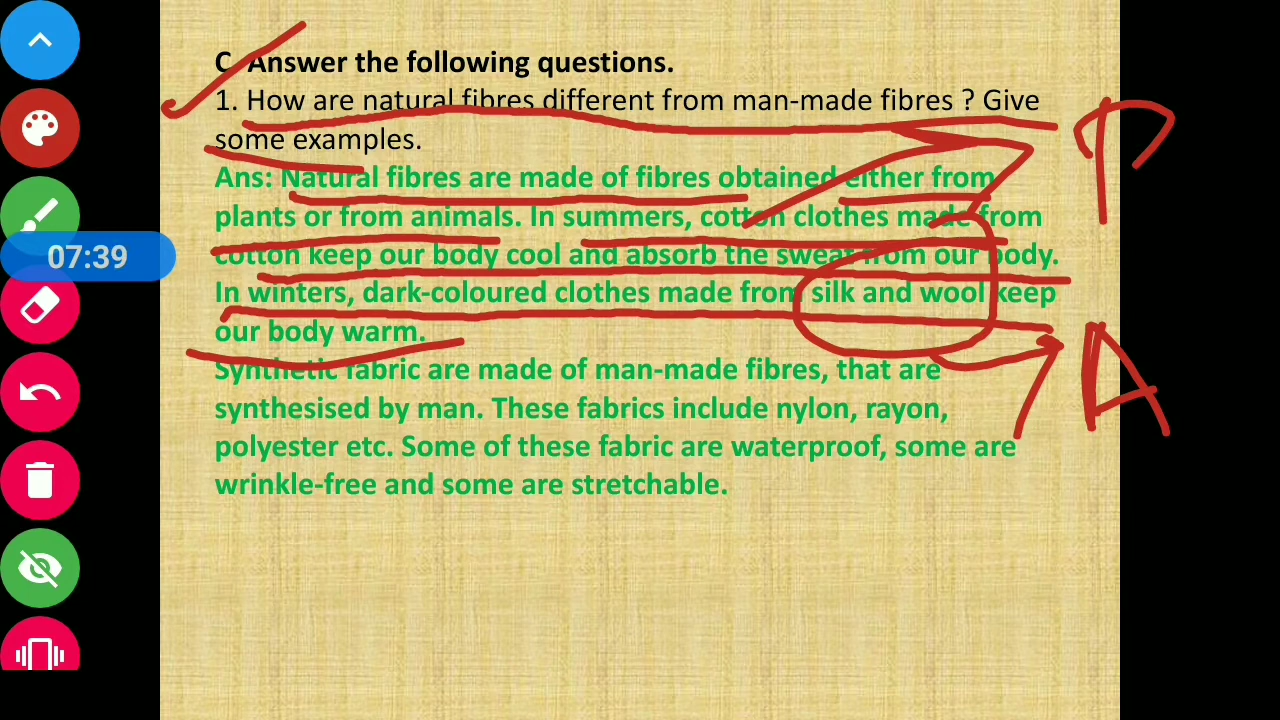 C. Answer the following questions.
1. How are natural fibres different from man-made fibres ? Give
some examples.
Ans: Natural fibres are made of fibres obtained either from
plants or from animals. In summers, cotton clothes made from
cotton keep our body cool and absorb the sweat from our body.
In winters, dark-coloured clothes made from silk and wool keep
our body warm.
Synthetic fabric are made of man-made fibres, that are
synthesised by man. These fabrics include nylon, rayon,
polyester etc. Some of these fabric are waterproof, some are
wrinkle-free and some are stretchable.
07:39
P
A